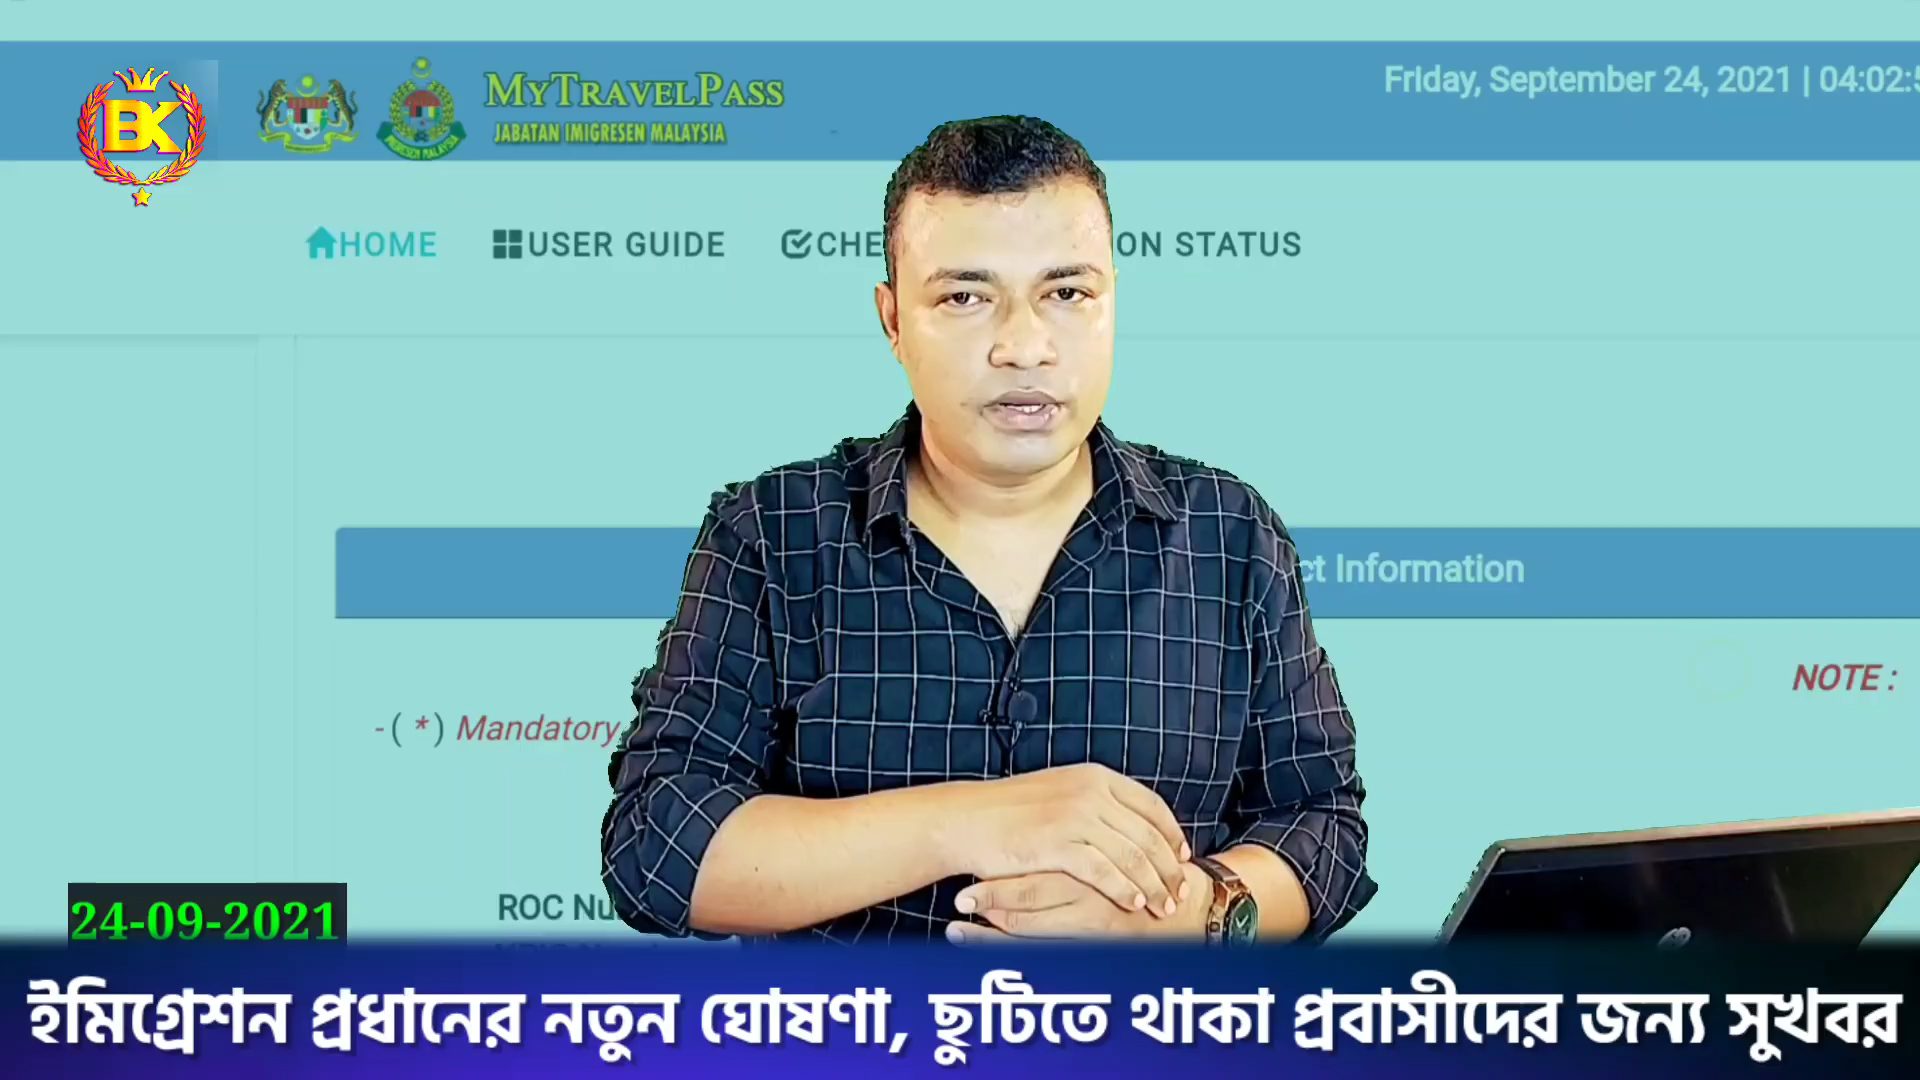 BK
MYTRAVELPASS
JABATAN IMIGRESEN MALAYSIA
Friday, September 24, 2021 | 04:02:5
HOME
USER GUIDE
CHE
ON STATUS
ct Information
NOTE :
- ( * ) Mandatory
ROC Nu
24-09-2021
ইমিগ্রেশন প্রধানের নতুন ঘোষণা, ছুটিতে থাকা প্রবাসীদের জন্য সুখবর